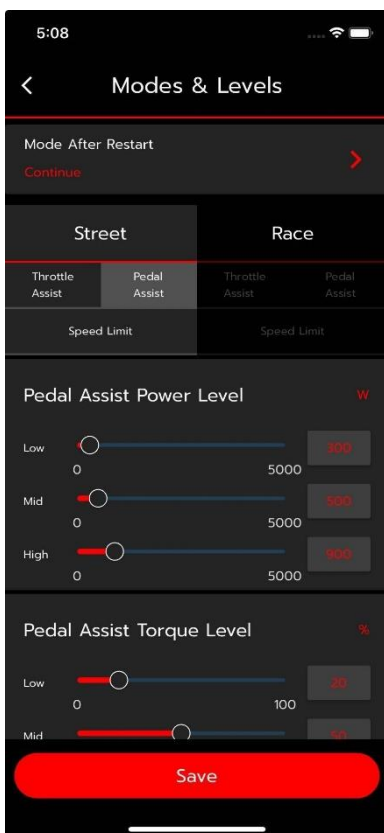 5:08
Modes & Levels
Mode After Restart
Continue
Street Race
Throttle Assist Pedal Assist Throttle Assist Pedal Assist
Speed Limit Speed Limit
Pedal Assist Power Level W
Low 300
0 5000
Mid 500
0 5000
High 900
0 5000
Pedal Assist Torque Level %
Low 20
0 100
Mid 50
Save